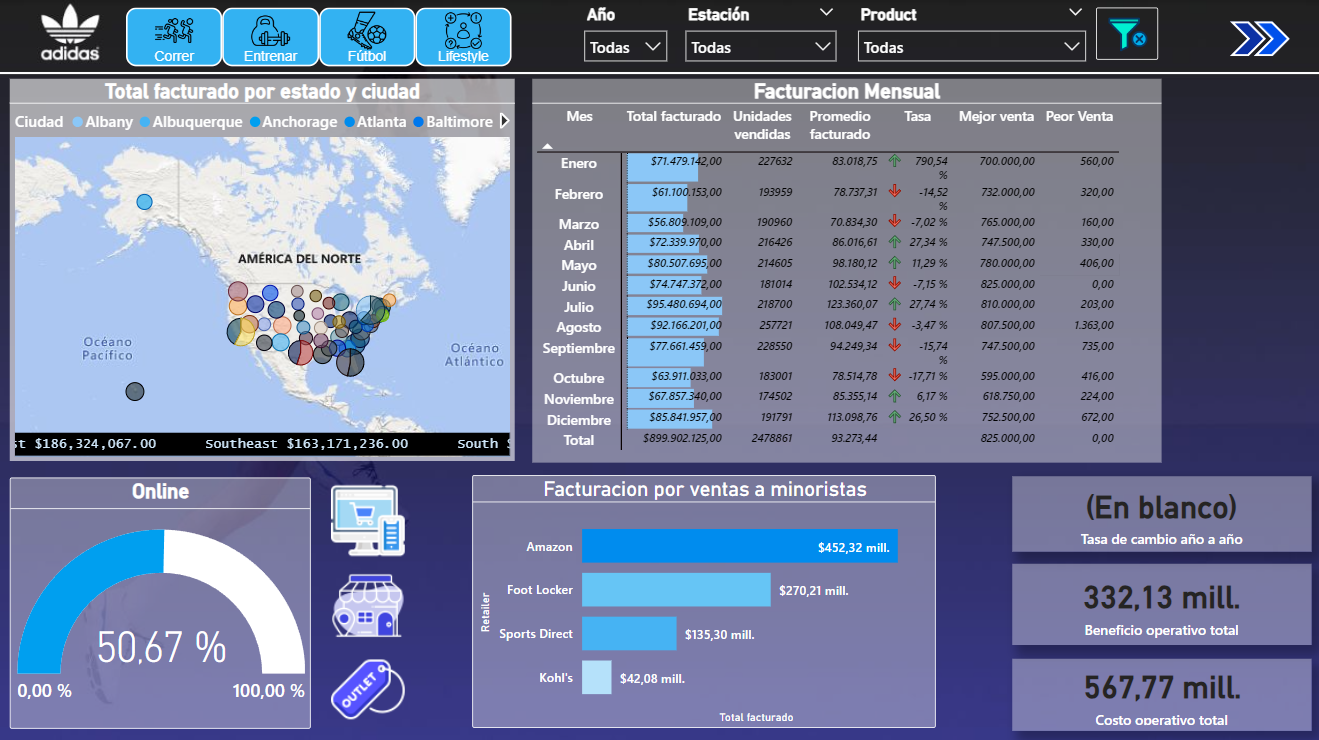 adidas
Correr
Entrenar
Fútbol
Lifestyle
Año
Todas
Estación
Todas
Product
Todas
Total facturado por estado y ciudad
Ciudad Albany Albuquerque Anchorage Atlanta Baltimore
AMÉRICA DEL NORTE
Océano
Pacífico
Océano
Atlántico
st $186,324,067.00 Southeast $163,171,236.00 South $
Facturacion Mensual
Mes Total facturado Unidades vendidas Promedio facturado Tasa Mejor venta Peor Venta
Enero $71.479.142,00 227632 83.018,75 790,54 % 700.000,00 560,00
Febrero $61.100.153,00 193959 78.737,31 -14,52 % 732.000,00 320,00
Marzo $56.809.109,00 190960 70.834,30 -7,02 % 765.000,00 160,00
Abril $72.339.970,00 216426 86.016,61 27,34 % 747.500,00 330,00
Mayo $80.507.695,00 214605 98.180,12 11,29 % 780.000,00 406,00
Junio $74.747.372,00 181014 102.534,12 -7,15 % 825.000,00 0,00
Julio $95.480.694,00 218700 123.360,07 27,74 % 810.000,00 203,00
Agosto $92.166.201,00 257721 108.049,47 -3,47 % 807.500,00 1.363,00
Septiembre $77.661.459,00 228550 94.249,34 -15,74 % 747.500,00 735,00
Octubre $63.911.033,00 183001 78.514,78 -17,71 % 595.000,00 416,00
Noviembre $67.857.340,00 174502 85.355,14 6,17 % 618.750,00 224,00
Diciembre $85.841.957,00 191791 113.098,76 26,50 % 752.500,00 672,00
Total $899.902.125,00 2478861 93.273,44 825.000,00 0,00
Online
50,67 %
0,00 %
100,00 %
OUTLET
Facturacion por ventas a minoristas
Retailer
Amazon $452,32 mill.
Foot Locker $270,21 mill.
Sports Direct $135,30 mill.
Kohl's $42,08 mill.
Total facturado
(En blanco)
Tasa de cambio año a año
332,13 mill.
Beneficio operativo total
567,77 mill.
Costo operativo total